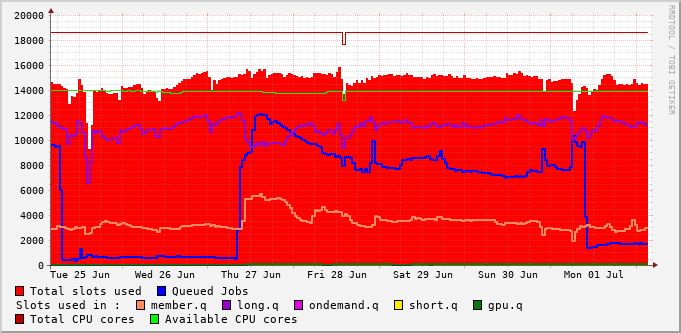 20000
18000
16000
14000
12000
10000
8000
6000
4000
2000
0
Tue 25 Jun Wed 26 Jun Thu 27 Jun Fri 28 Jun Sat 29 Jun Sun 30 Jun Mon 01 Jul
RRDTOOL / TOBI OETIKER
Total slots used Queued Jobs
Slots used in : member.q long.q ondemand.q short.q gpu.q
Total CPU cores Available CPU cores